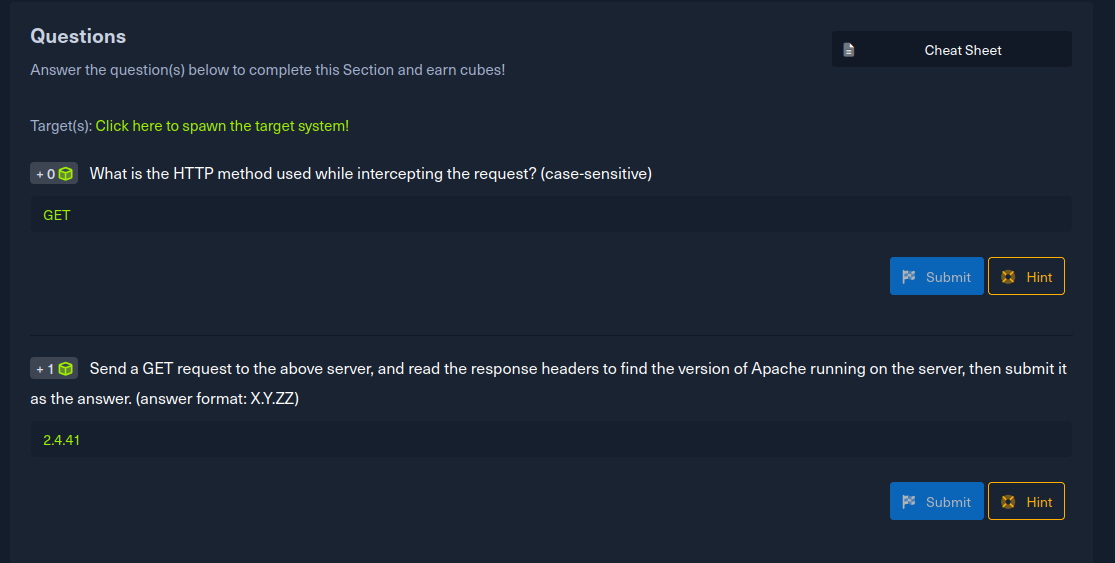 Questions
Cheat Sheet
Answer the question(s) below to complete this Section and earn cubes!
Target(s): Click here to spawn the target system!
+ 0 What is the HTTP method used while intercepting the request? (case-sensitive)
GET
Submit Hint
+ 1 Send a GET request to the above server, and read the response headers to find the version of Apache running on the server, then submit it
as the answer. (answer format: X.Y.ZZ)
2.4.41
Submit Hint